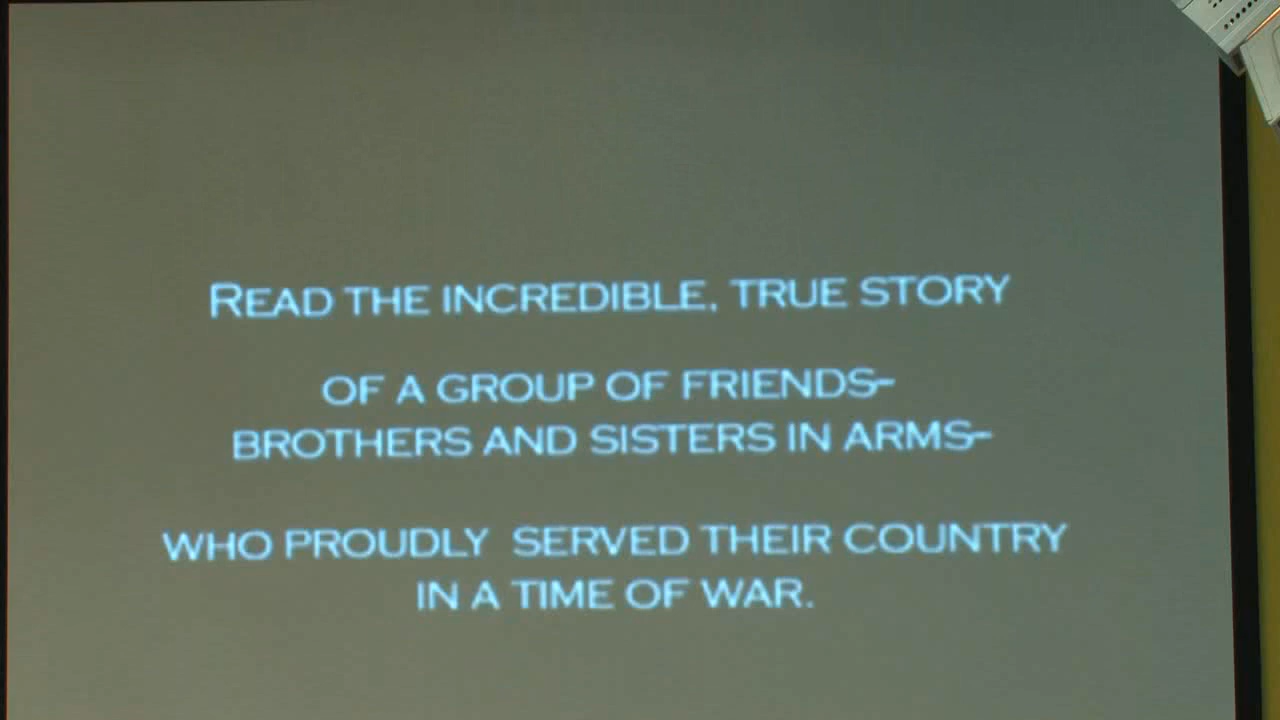 READ THE INCREDIBLE, TRUE STORY
OF A GROUP OF FRIENDS-
BROTHERS AND SISTERS IN ARMS-
WHO PROUDLY SERVED THEIR COUNTRY
IN A TIME OF WAR.